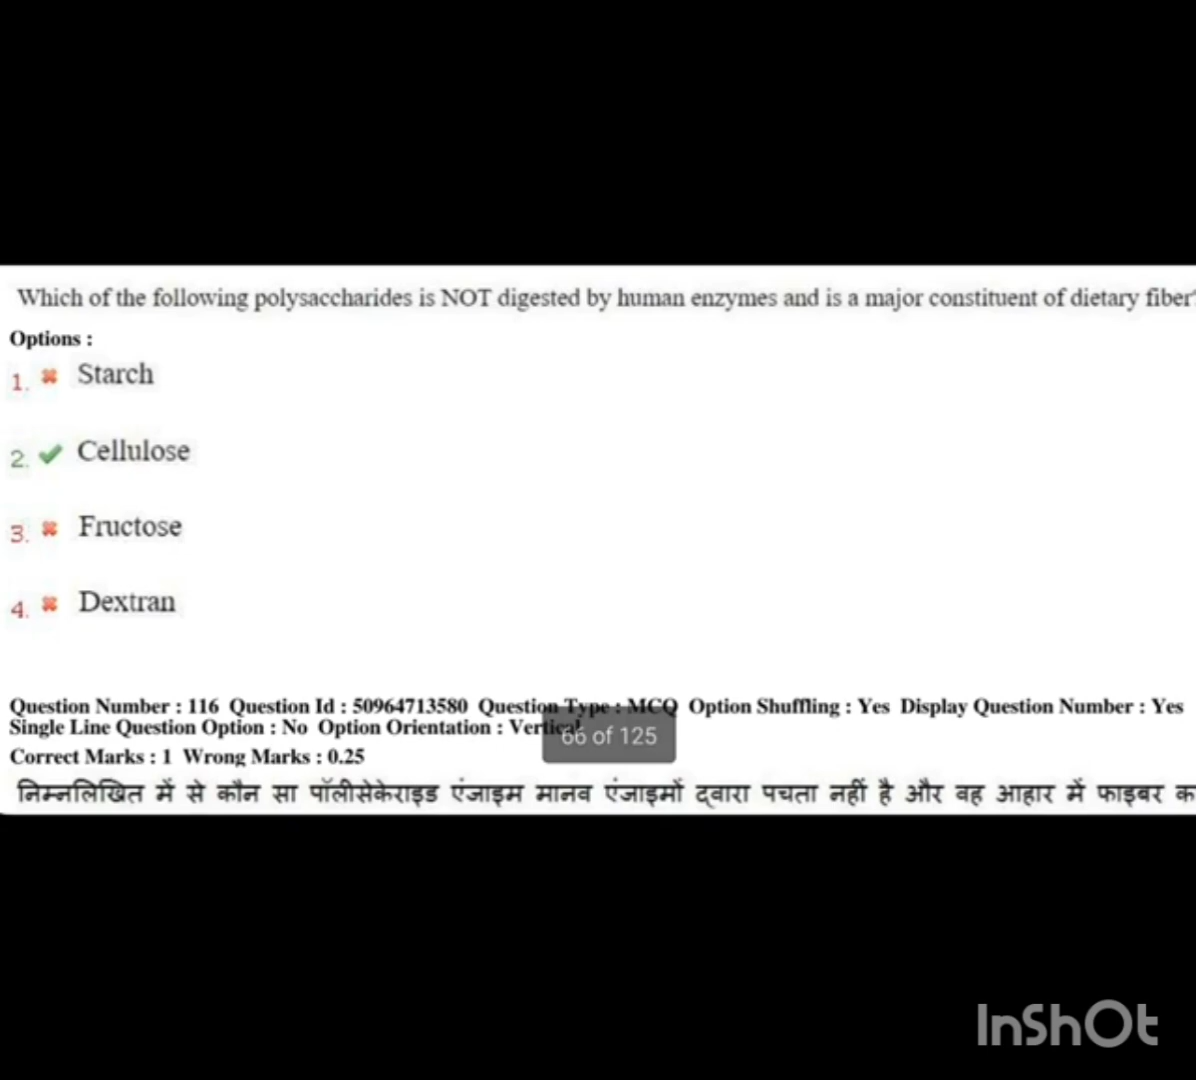 Which of the following polysaccharides is NOT digested by human enzymes and is a major constituent of dietary fiber?
Options :
1. Starch
2. Cellulose
3. Fructose
4. Dextran
Question Number : 116 Question Id : 50964713580 Question Type : MCQ Option Shuffling : Yes Display Question Number : Yes
Single Line Question Option : No Option Orientation : Vertical
66 of 125
Correct Marks : 1 Wrong Marks : 0.25
निम्नलिखित में से कौन सा पॉलीसेकेराइड एंजाइम मानव एंजाइमों द्वारा पचता नहीं है और वह आहार में फाइबर क
InShOt